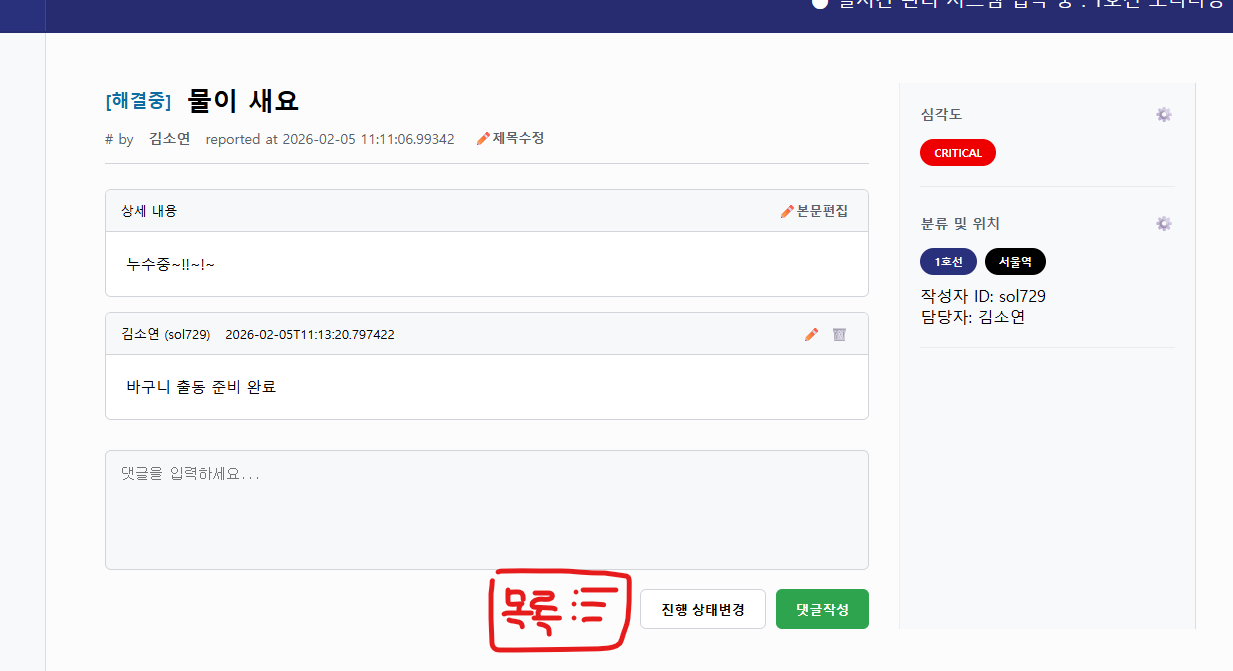 [해결중] 물이 새요
# by 김소연 reported at 2026-02-05 11:11:06.99342 제목수정
상세 내용 본문편집
누수중~!!~!~
김소연 (sol729) 2026-02-05T11:13:20.797422
바구니 출동 준비 완료
댓글을 입력하세요...
목록
진행 상태변경
댓글작성
심각도
CRITICAL
분류 및 위치
1호선 서울역
작성자 ID: sol729
담당자: 김소연